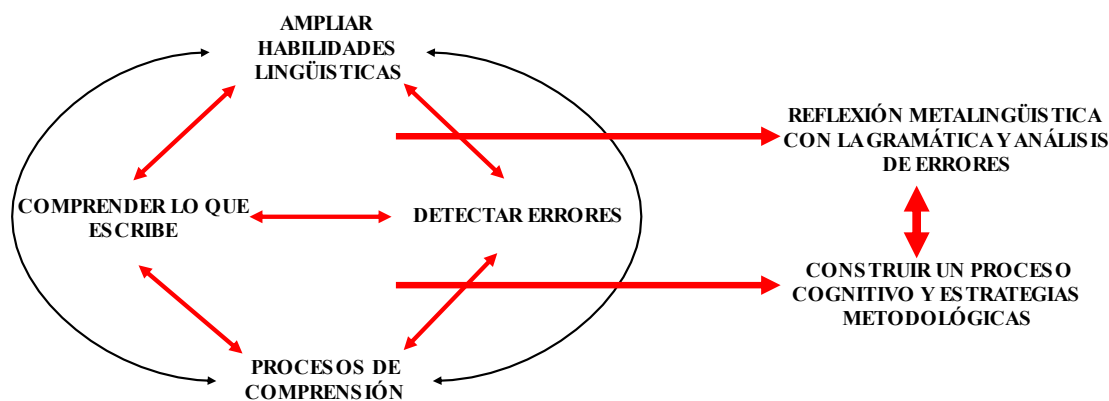 AMPLIAR
HABILIDADES
LINGÜISTICAS
REFLEXIÓN METALINGÜISTICA
CON LA GRAMÁTICA Y ANÁLISIS
DE ERRORES
COMPRENDER LO QUE
ESCRIBE
DETECTAR ERRORES
CONSTRUIR UN PROCESO
COGNITIVO Y ESTRATEGIAS
METODOLÓGICAS
PROCESOS DE
COMPRENSIÓN